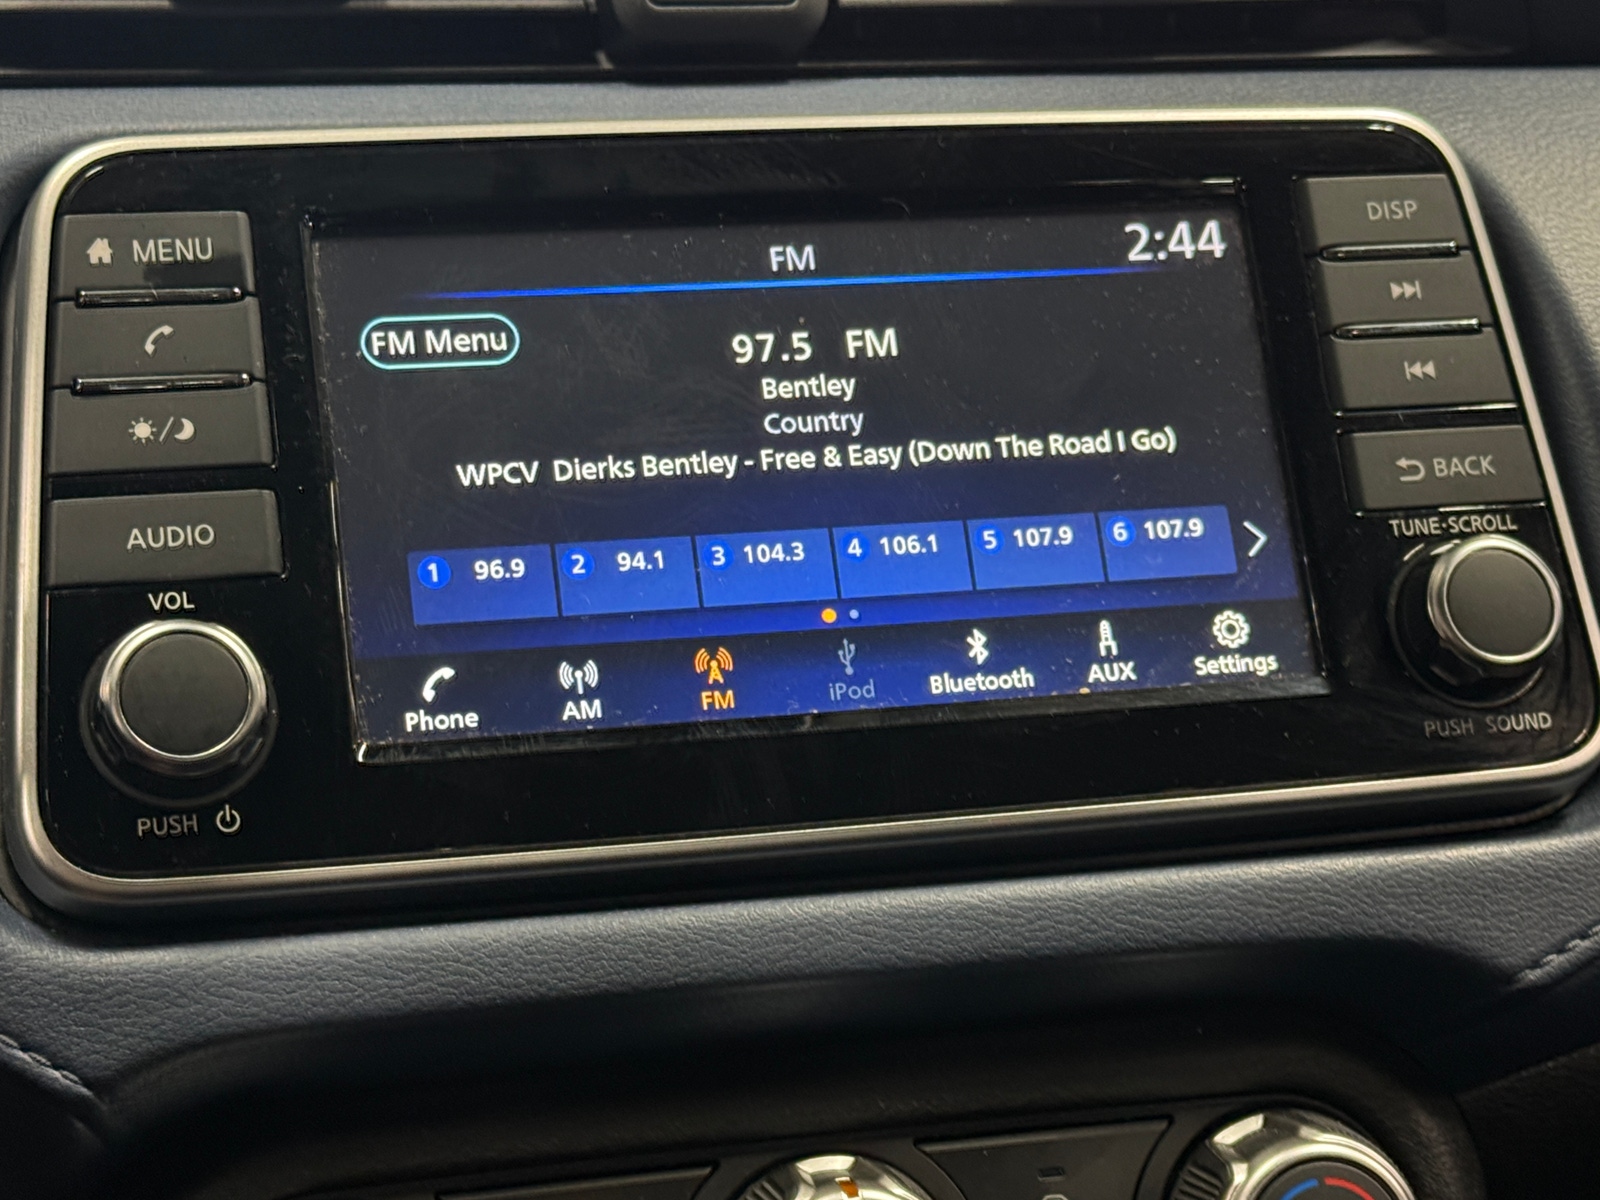 MENU
AUDIO
VOL
PUSH
FM
2:44
FM Menu
97.5 FM
Bentley
Country
WPCV Dierks Bentley - Free & Easy (Down The Road I Go)
1 96.9
2 94.1
3 104.3
4 106.1
5 107.9
6 107.9
Phone
AM
FM
iPod
Bluetooth
AUX
Settings
DISP
BACK
TUNE·SCROLL
PUSH SOUND